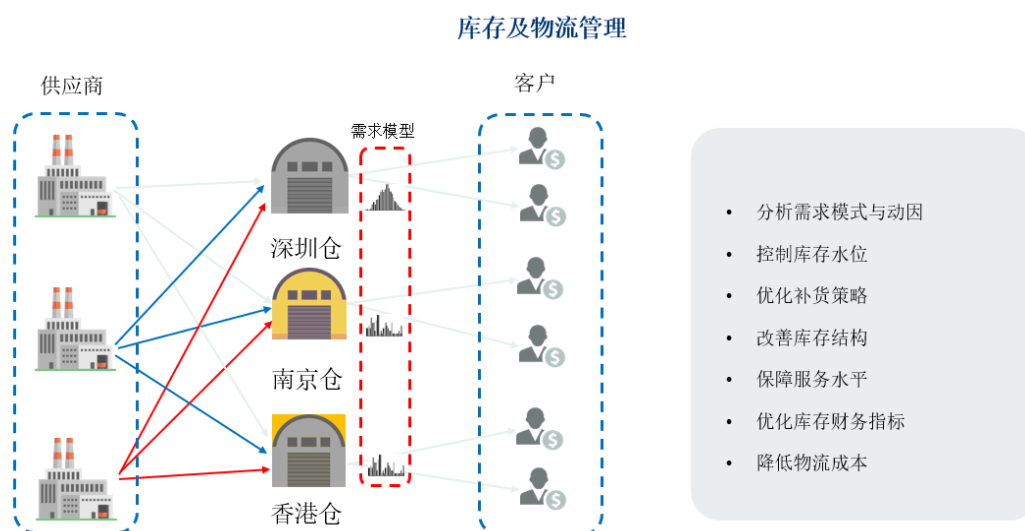 库存及物流管理
供应商
客户
需求模型
深圳仓
南京仓
香港仓
$
$
$
$
$
$
• 分析需求模式与动因
• 控制库存水位
• 优化补货策略
• 改善库存结构
• 保障服务水平
• 优化库存财务指标
• 降低物流成本